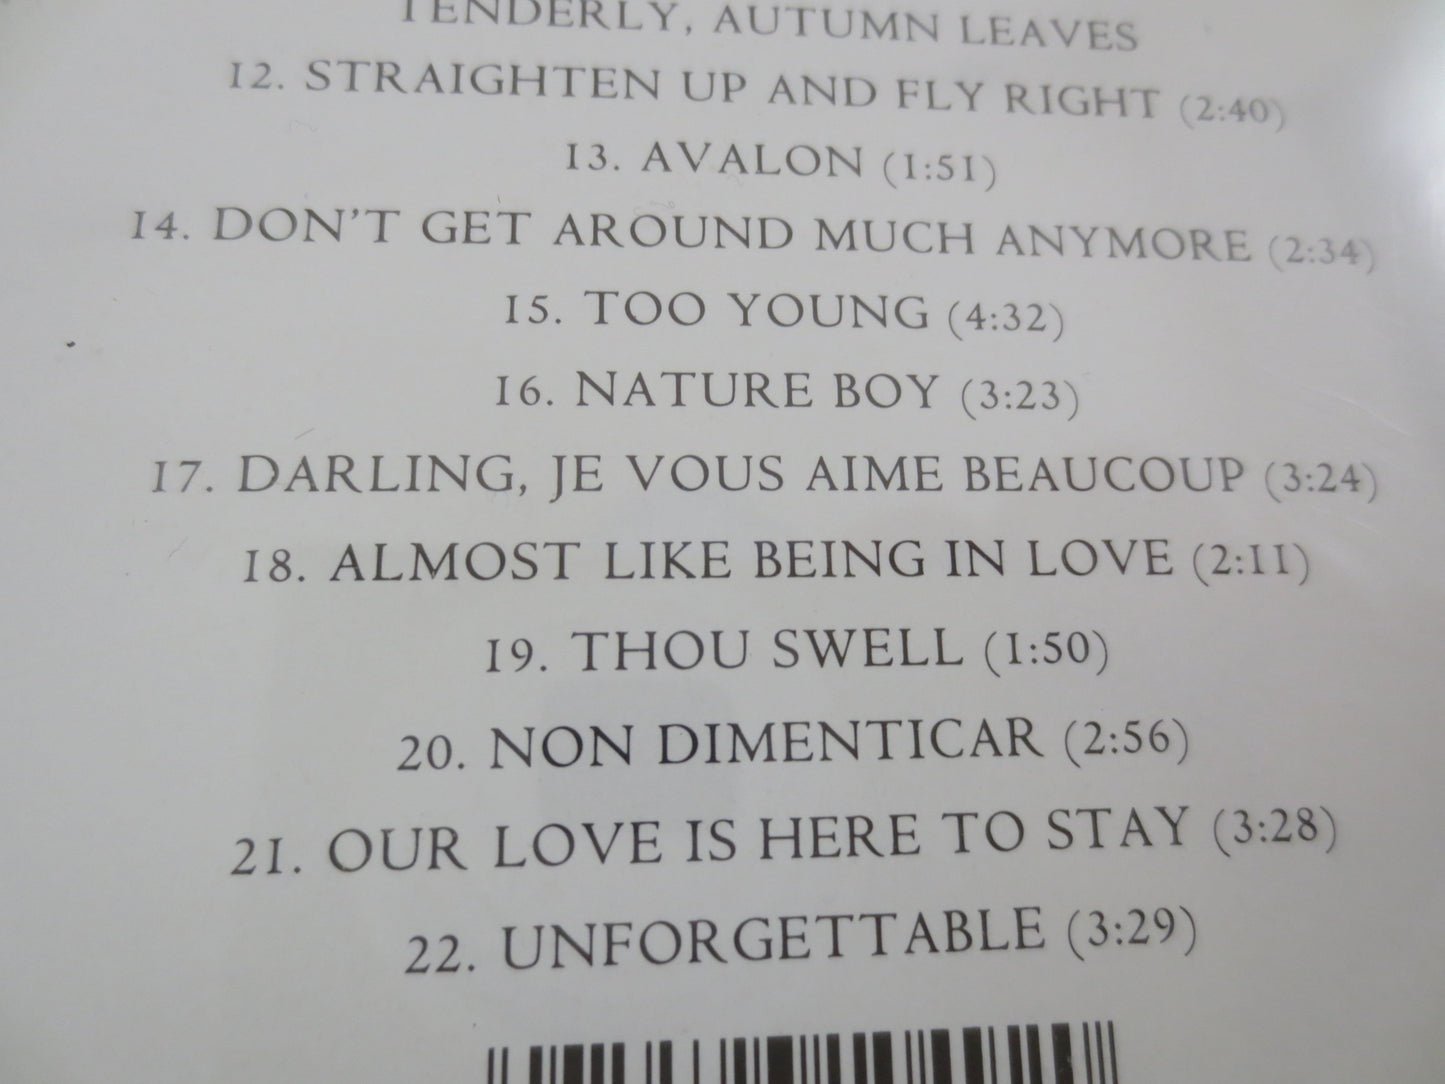 TENDERLY, AUTUMN LEAVES
12. STRAIGHTEN UP AND FLY RIGHT (2:40)
13. AVALON (1:51)
14. DON'T GET AROUND MUCH ANYMORE (2:34)
15. TOO YOUNG (4:32)
16. NATURE BOY (3:23)
17. DARLING, JE VOUS AIME BEAUCOUP (3:24)
18. ALMOST LIKE BEING IN LOVE (2:11)
19. THOU SWELL (1:50)
20. NON DIMENTICAR (2:56)
21. OUR LOVE IS HERE TO STAY (3:28)
22. UNFORGETTABLE (3:29)